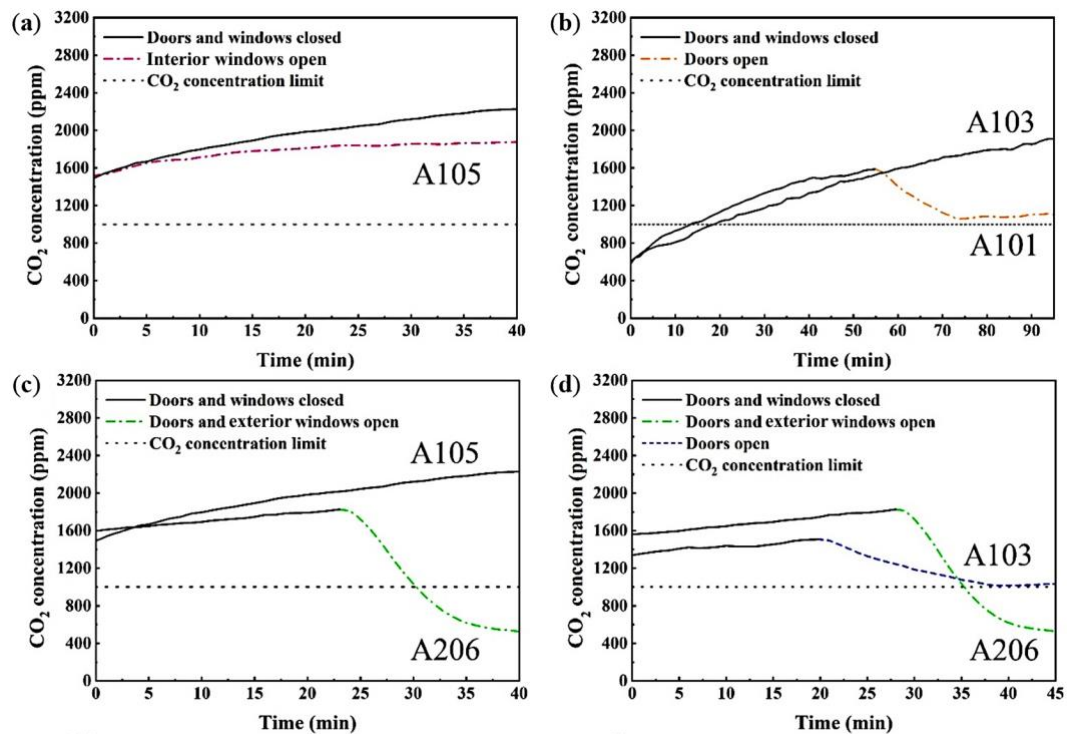 (a)
3200
2800
2400
2000
1600
1200
800
400
0
CO2 concentration (ppm)
Doors and windows closed
Interior windows open
CO2 concentration limit
A105
0 5 10 15 20 25 30 35 40
Time (min)
(b)
3200
2800
2400
2000
1600
1200
800
400
0
CO2 concentration (ppm)
Doors and windows closed
Doors open
CO2 concentration limit
A103
A101
0 10 20 30 40 50 60 70 80 90
Time (min)
(c)
3200
2800
2400
2000
1600
1200
800
400
0
CO2 concentration (ppm)
Doors and windows closed
Doors and exterior windows open
CO2 concentration limit
A105
A206
0 5 10 15 20 25 30 35 40
Time (min)
(d)
3200
2800
2400
2000
1600
1200
800
400
0
CO2 concentration (ppm)
Doors and windows closed
Doors and exterior windows open
Doors open
CO2 concentration limit
A103
A206
0 5 10 15 20 25 30 35 40 45
Time (min)